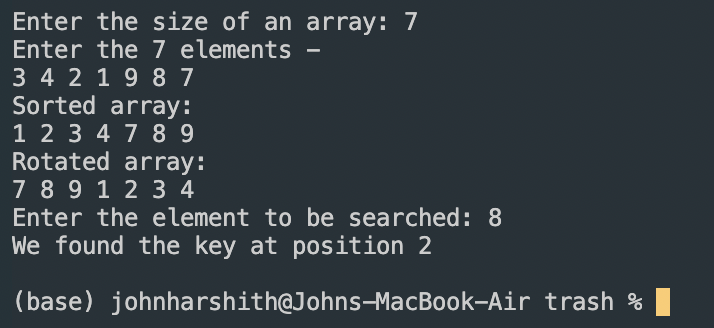 Enter the size of an array: 7
Enter the 7 elements –
3 4 2 1 9 8 7
Sorted array:
1 2 3 4 7 8 9
Rotated array:
7 8 9 1 2 3 4
Enter the element to be searched: 8
We found the key at position 2
(base) johnharshith@Johns-MacBook-Air trash %